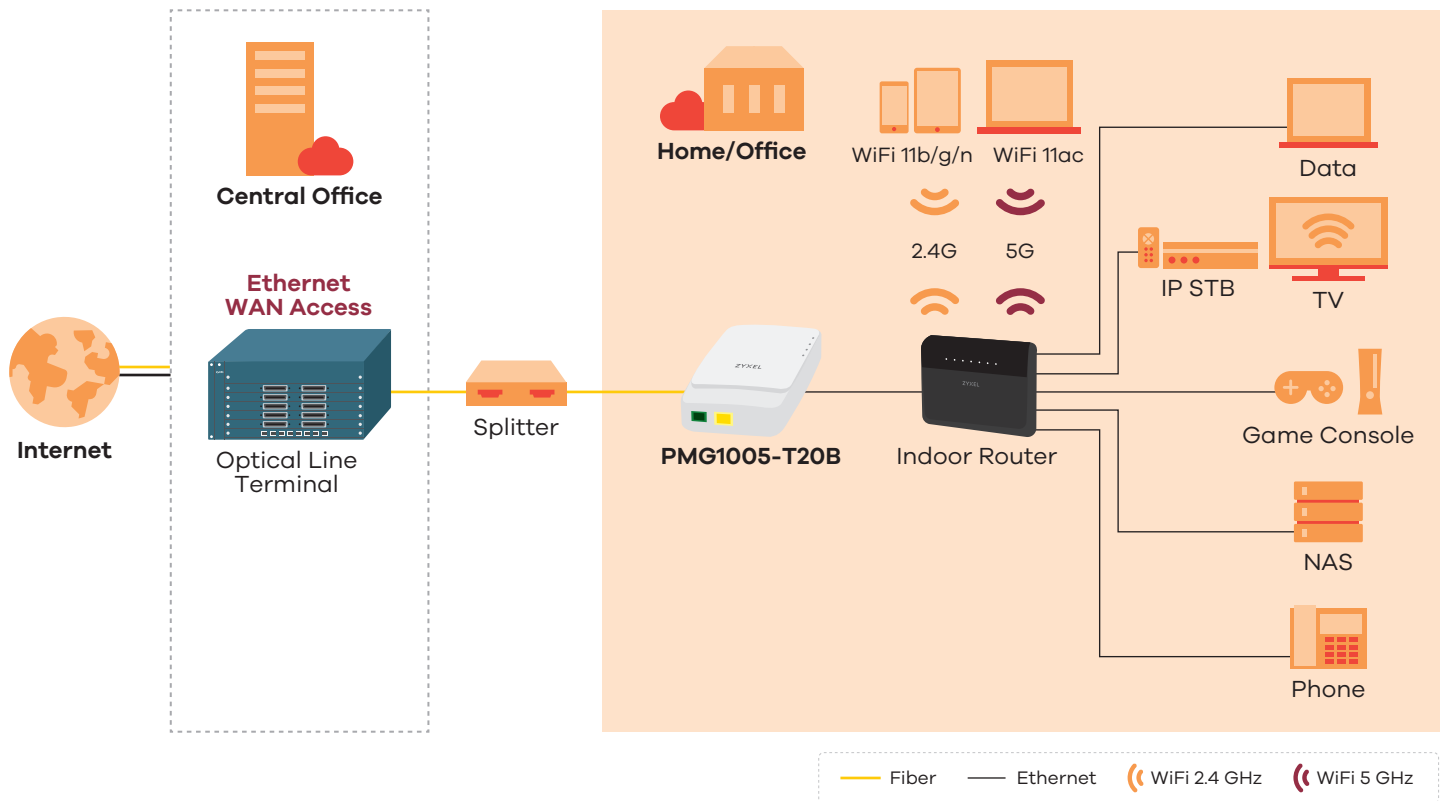 Central Office
Ethernet
WAN Access
Internet
Optical Line
Terminal
Splitter
Home/Office
WiFi 11b/g/n
WiFi 11ac
2.4G
5G
ZYXEL
PMG1005-T20B
ZYXEL
Indoor Router
Data
IP STB
TV
Game Console
NAS
Phone
Fiber
Ethernet
WiFi 2.4 GHz
WiFi 5 GHz